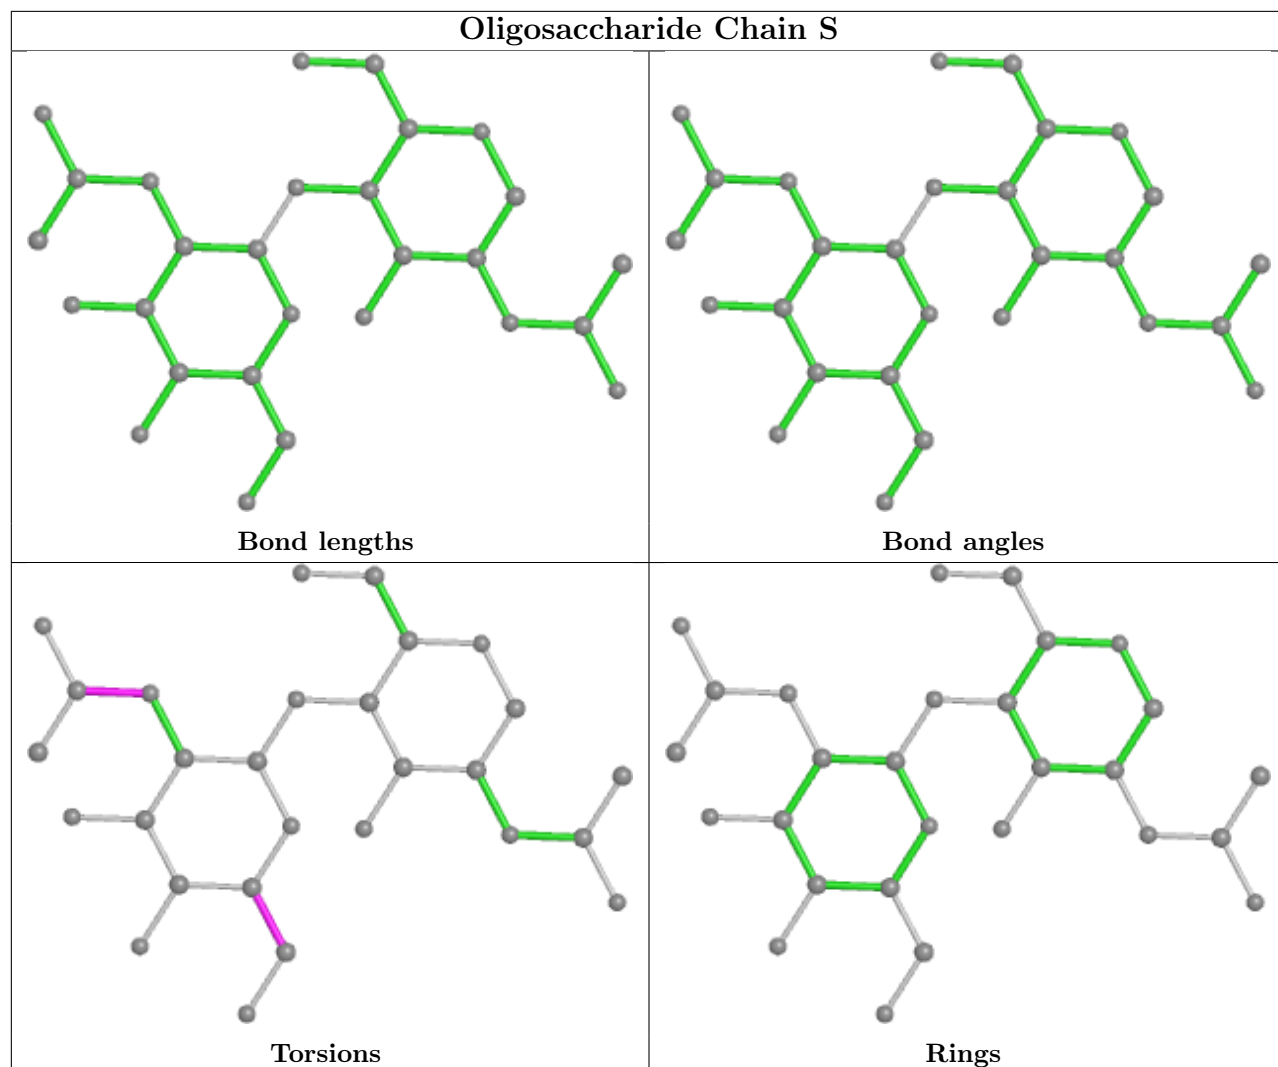 Oligosaccharide Chain S
Bond lengths
Bond angles
Torsions
Rings